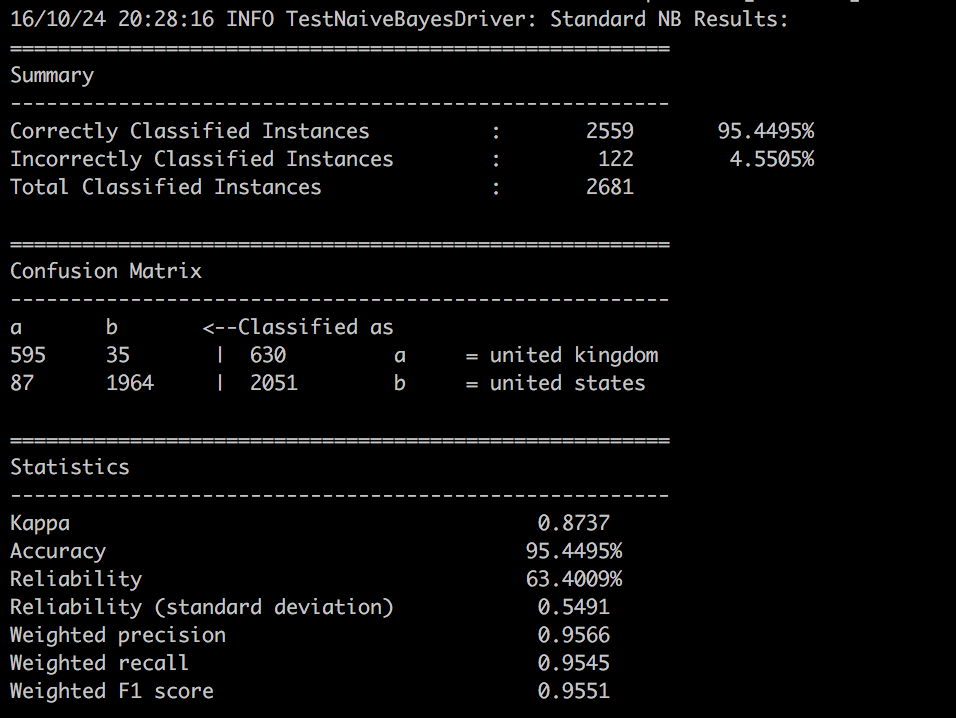 16/10/24 20:28:16 INFO TestNaiveBayesDriver: Standard NB Results:
=======================================================
Summary
-------------------------------------------------------
Correctly Classified Instances          :       2559       95.4495%
Incorrectly Classified Instances        :        122        4.5505%
Total Classified Instances              :       2681

=======================================================
Confusion Matrix
-------------------------------------------------------
a       b       <--Classified as
595     35       |  630         a     = united kingdom
87      1964     |  2051        b     = united states

=======================================================
Statistics
-------------------------------------------------------
Kappa                                       0.8737
Accuracy                                   95.4495%
Reliability                                63.4009%
Reliability (standard deviation)            0.5491
Weighted precision                          0.9566
Weighted recall                             0.9545
Weighted F1 score                           0.9551